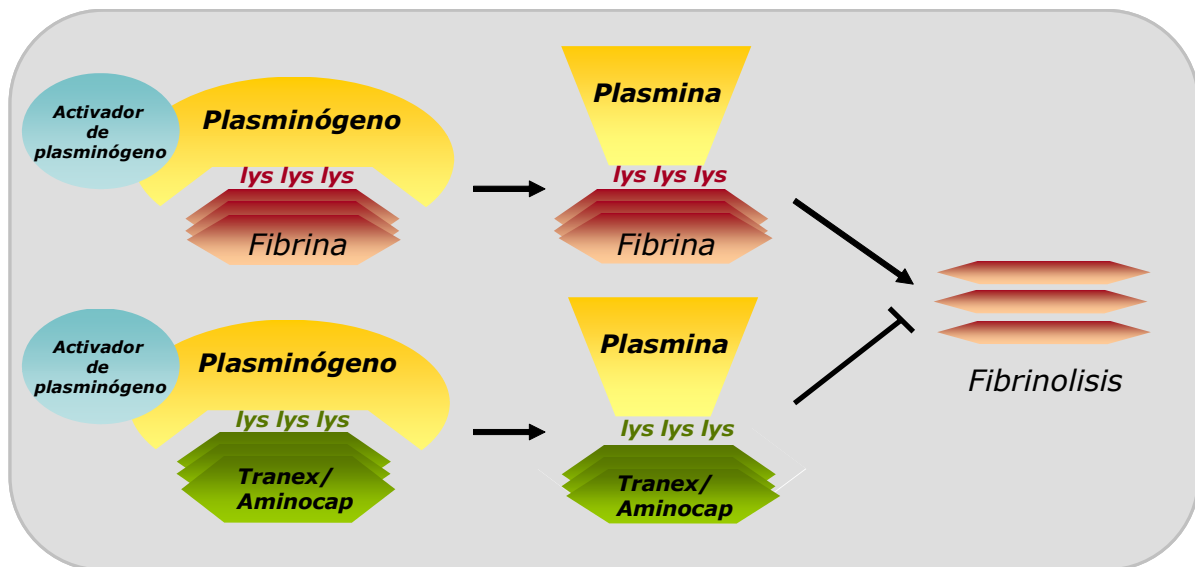 Activador
de
plasminógeno
Plasminógeno
lys lys lys
Fibrina
Plasmina
lys lys lys
Fibrina
Activador
de
plasminógeno
Plasminógeno
lys lys lys
Tranex/
Aminocap
Plasmina
lys lys lys
Tranex/
Aminocap
Fibrinolisis